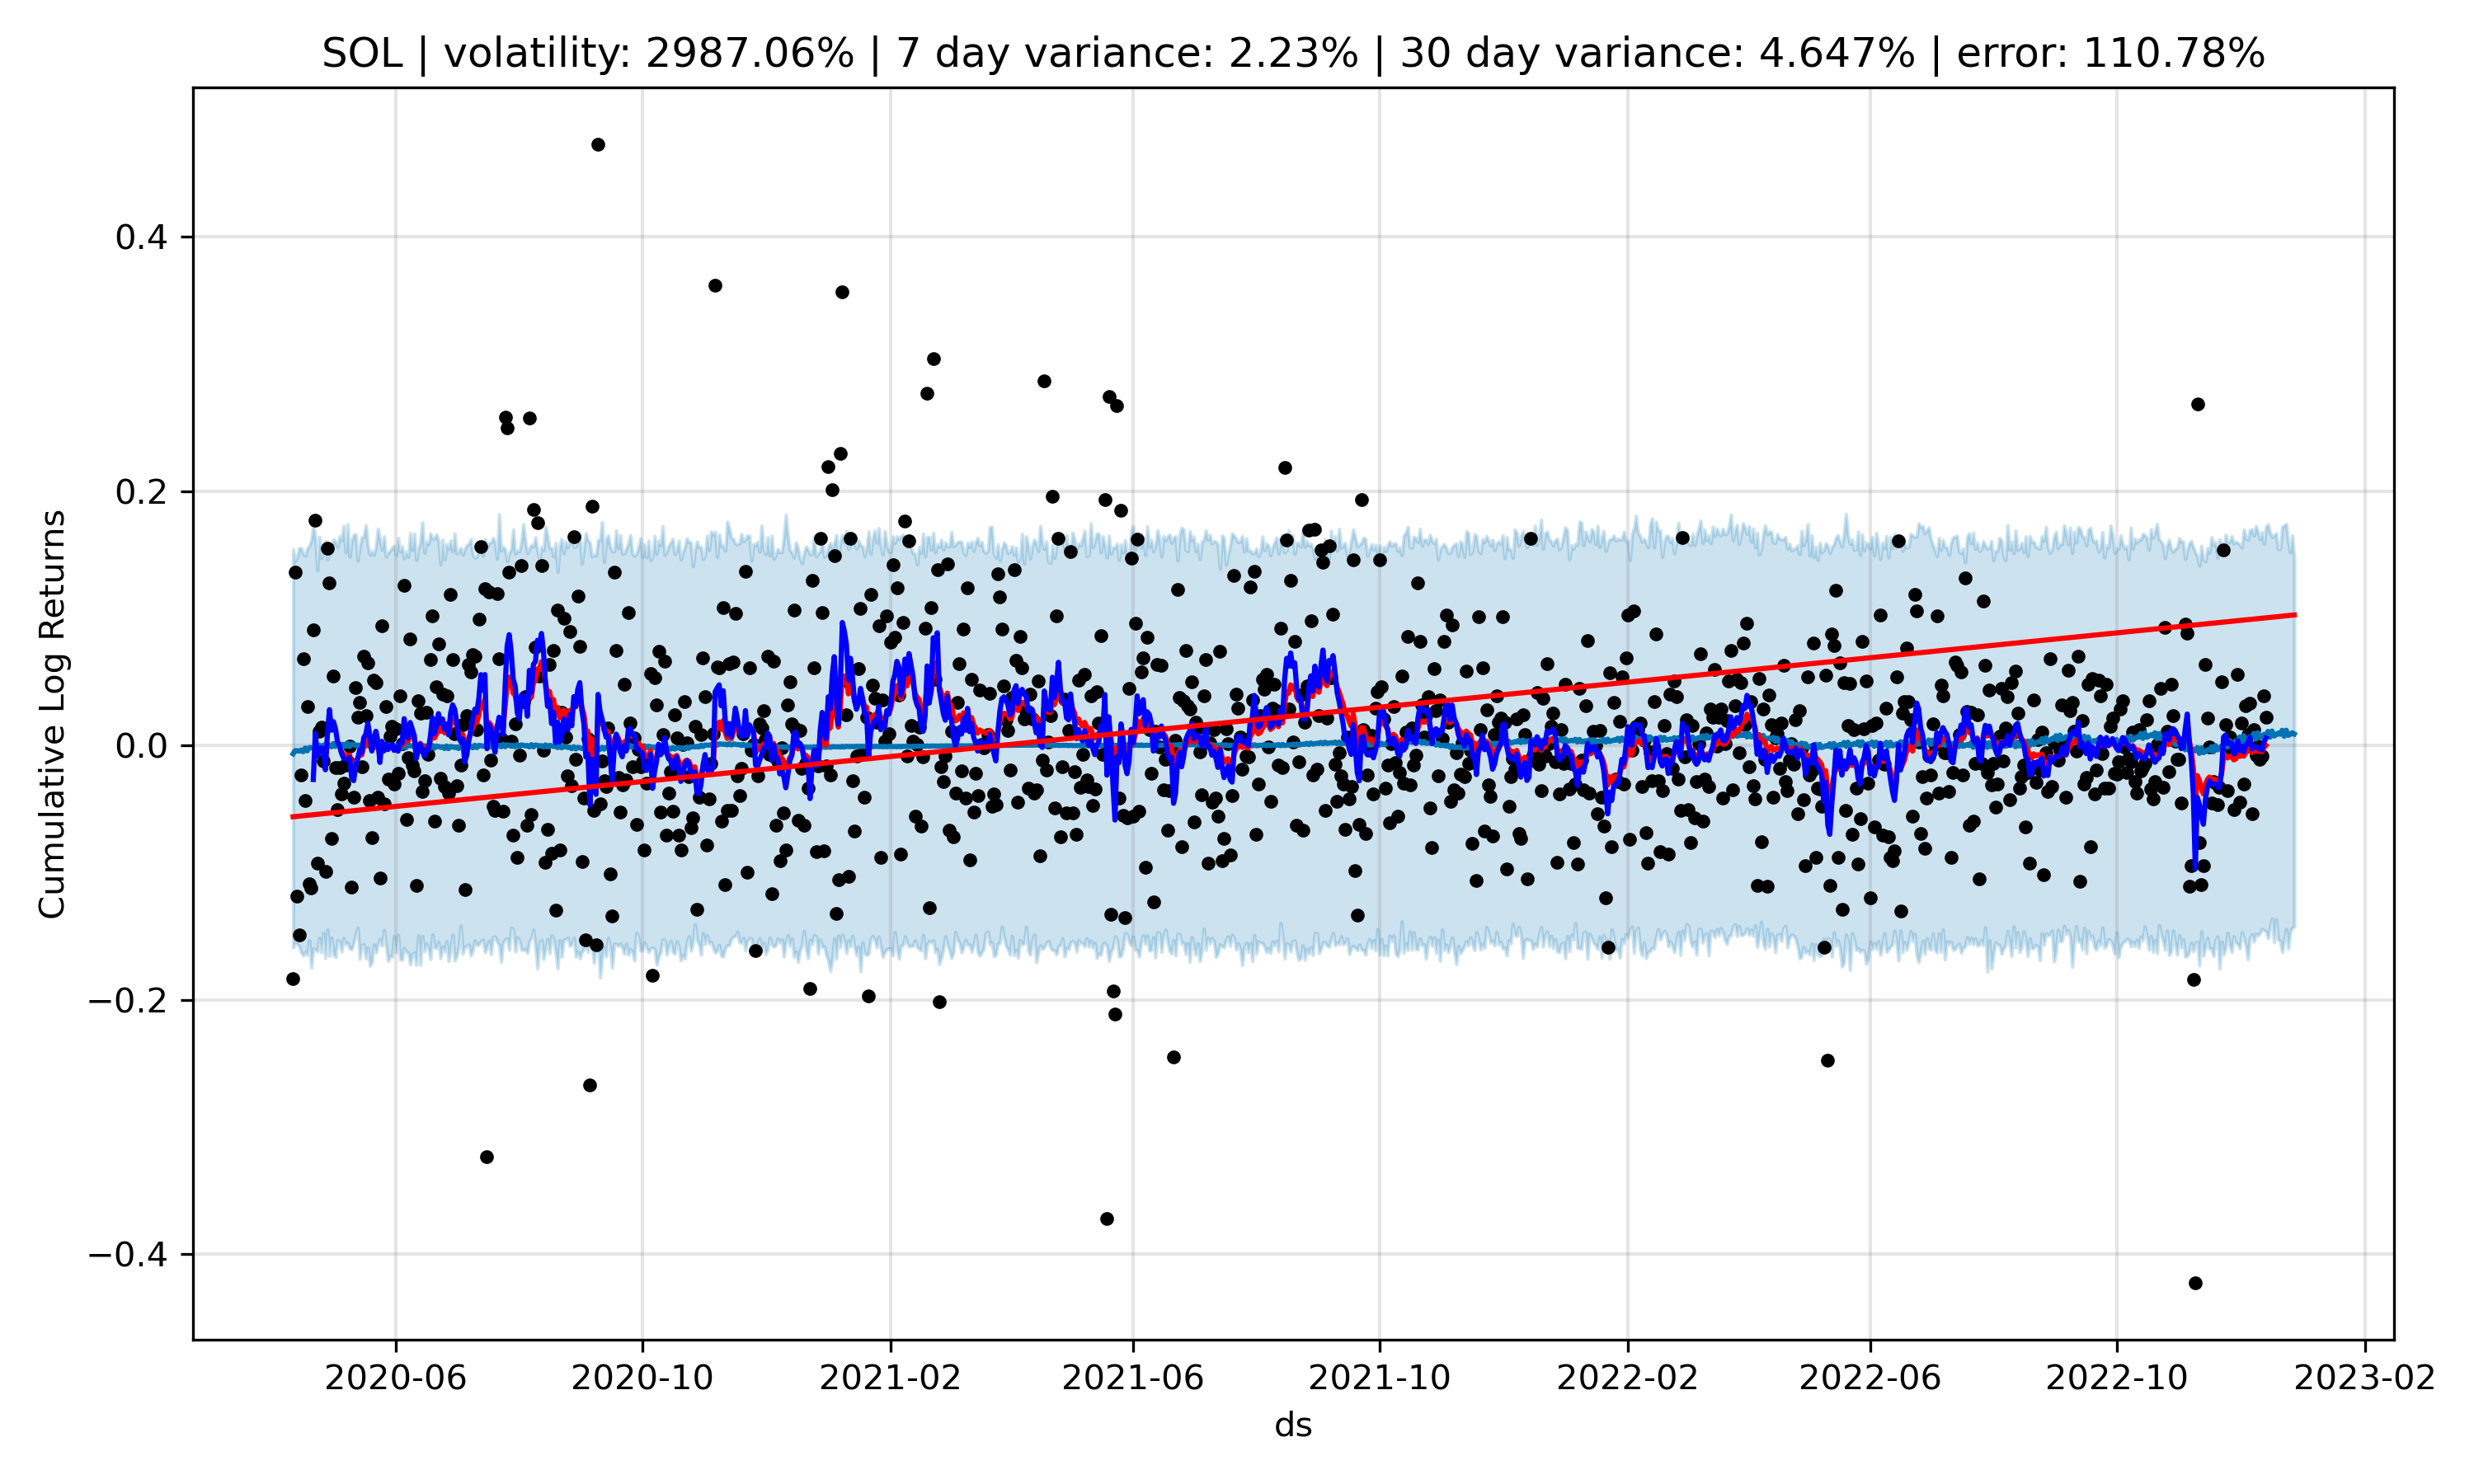 SOL | volatility: 2987.06% | 7 day variance: 2.23% | 30 day variance: 4.647% | error: 110.78%
Cumulative Log Returns
0.4
0.2
0.0
−0.2
−0.4
2020-06 2020-10 2021-02 2021-06 2021-10 2022-02 2022-06 2022-10 2023-02
ds